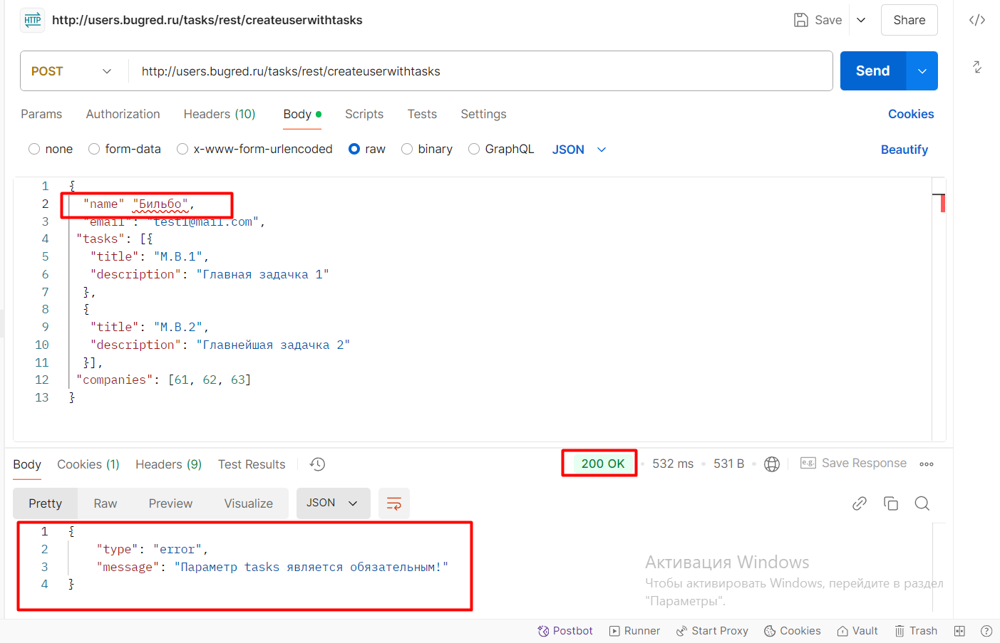 HTTP http://users.bugred.ru/tasks/rest/createuserwithtasks Save Share
POST http://users.bugred.ru/tasks/rest/createuserwithtasks Send
Params Authorization Headers (10) Body Scripts Tests Settings Cookies
none form-data x-www-form-urlencoded raw binary GraphQL JSON Beautify
1 {
2 "name" "Бильбо",
3 "email": "test1@mail.com",
4 "tasks": [{
5 "title": "M.B.1",
6 "description": "Главная задачка 1"
7 },
8 {
9 "title": "M.B.2",
10 "description": "Главнейшая задачка 2"
11 }],
12 "companies": [61, 62, 63]
13 }
Body Cookies (1) Headers (9) Test Results 200 OK 532 ms 531 B e.g. Save Response
Pretty Raw Preview Visualize JSON
1 {
2 "type": "error",
3 "message": "Параметр tasks является обязательным!"
4 }
Активация Windows
Чтобы активировать Windows, перейдите в раздел
"Параметры".
Postbot Runner Start Proxy Cookies Vault Trash